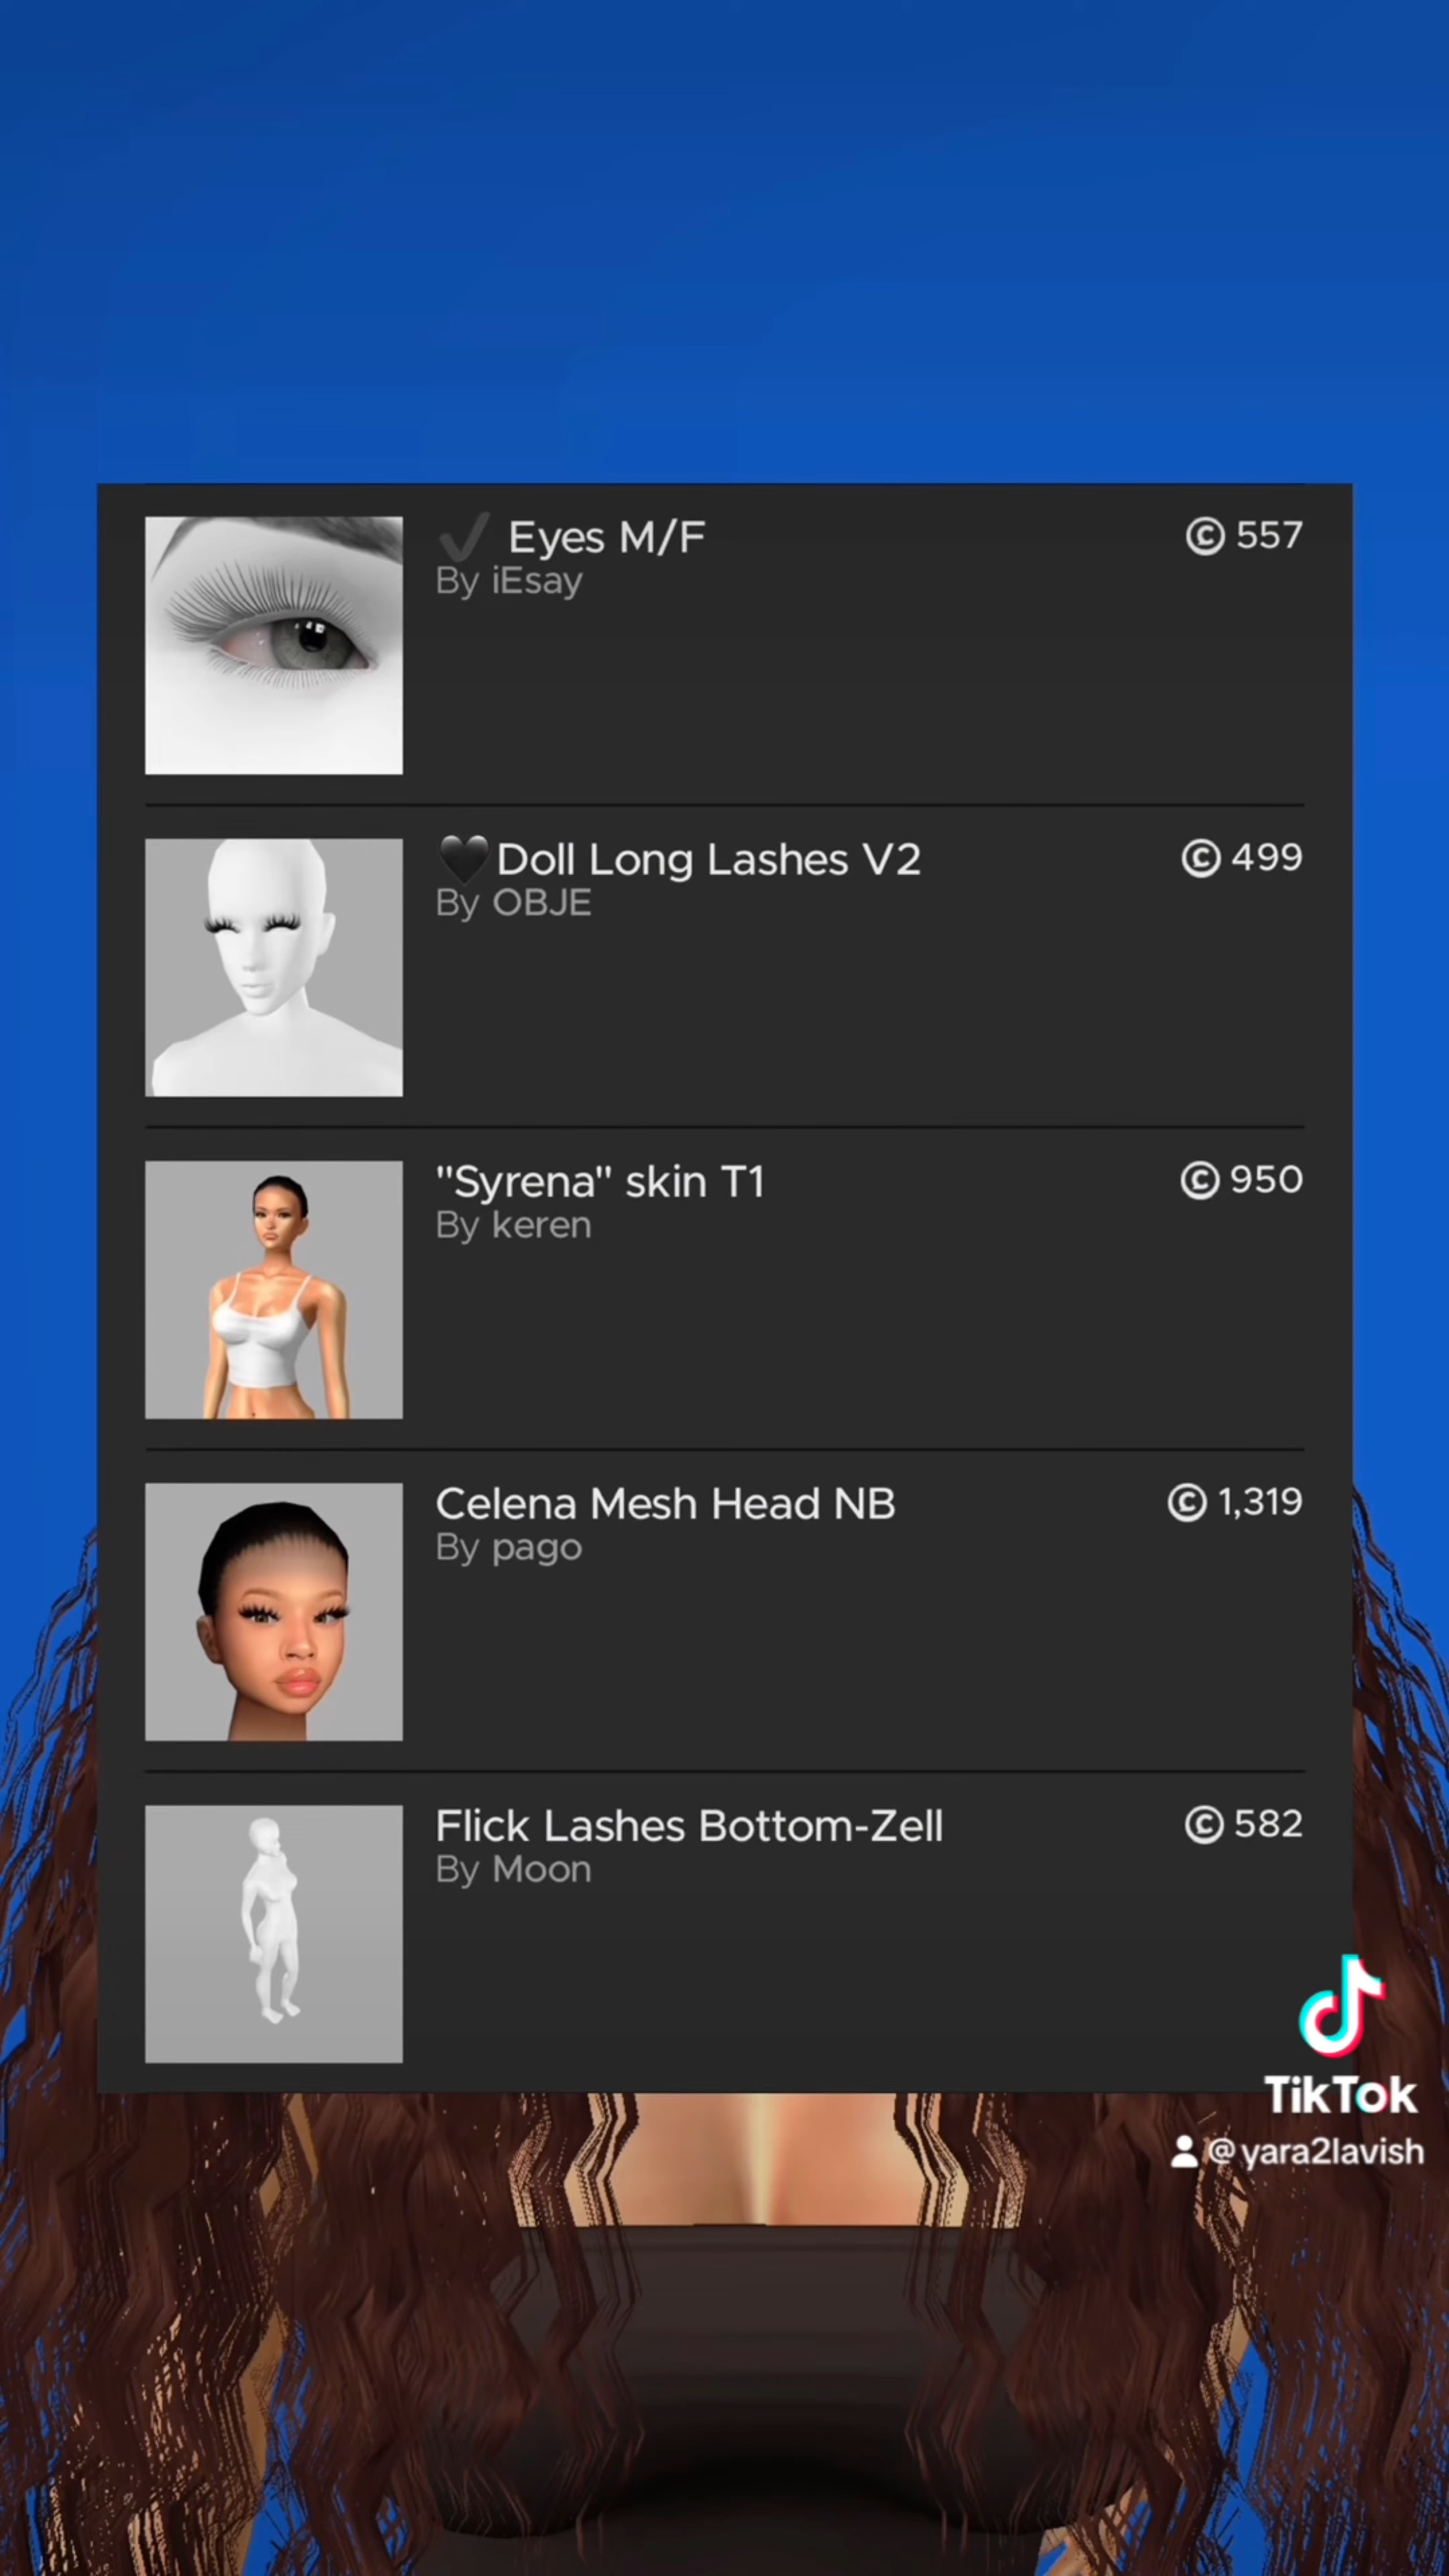 ✔ Eyes M/F
© 557
By iEsay
🖤Doll Long Lashes V2
© 499
By OBJE
"Syrena" skin T1
© 950
By keren
Celena Mesh Head NB
© 1,319
By pago
Flick Lashes Bottom-Zell
© 582
By Moon
TikTok
@yara2lavish